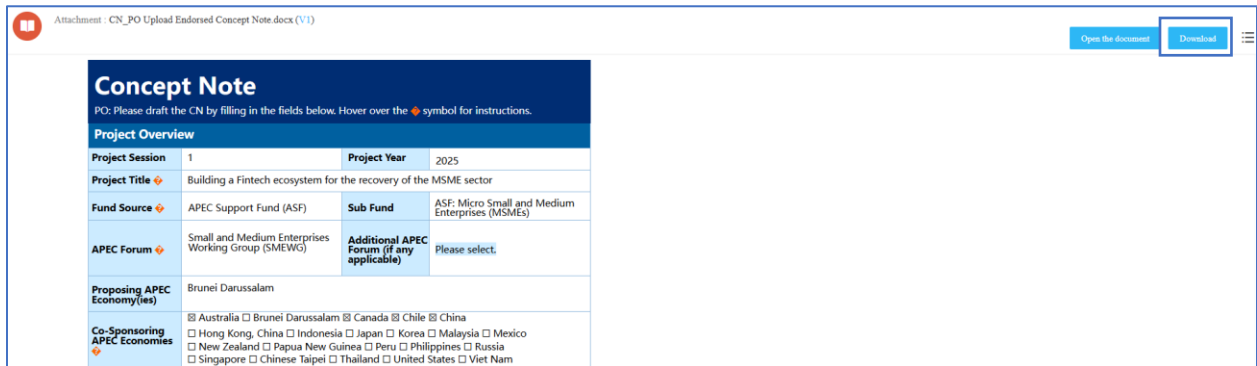 Attachment : CN_PO Upload Endorsed Concept Note.docx (V1)
Open the document
Download
Concept Note
PO: Please draft the CN by filling in the fields below. Hover over the � symbol for instructions.
Project Overview
Project Session 1 Project Year 2025
Project Title � Building a Fintech ecosystem for the recovery of the MSME sector
Fund Source � APEC Support Fund (ASF) Sub Fund ASF: Micro Small and Medium
Enterprises (MSMEs)
APEC Forum � Small and Medium Enterprises
Working Group (SMEWG)
Additional APEC
Forum (if any
applicable)
Please select.
Proposing APEC
Economy(ies)
Brunei Darussalam
Co-Sponsoring
APEC Economies
�
☒ Australia ☐ Brunei Darussalam ☒ Canada ☒ Chile ☒ China
☐ Hong Kong, China ☐ Indonesia ☐ Japan ☐ Korea ☐ Malaysia ☐ Mexico
☐ New Zealand ☐ Papua New Guinea ☐ Peru ☐ Philippines ☐ Russia
☐ Singapore ☐ Chinese Taipei ☐ Thailand ☐ United States ☐ Viet Nam